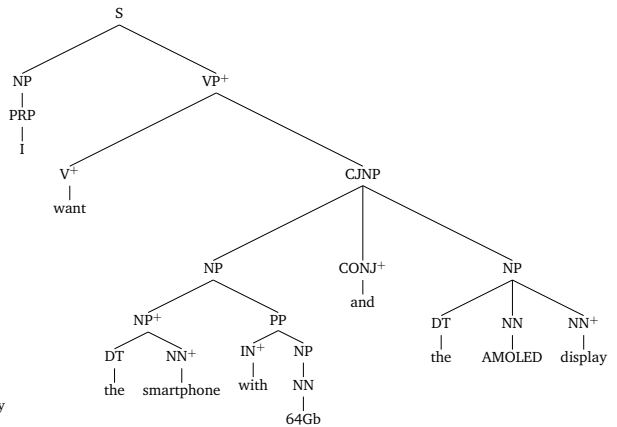 S
NP VP+
PRP
I
V+ CJNP
want
NP CONJ+ NP
and
NP+ PP DT NN NN+
the AMOLED display
DT NN+ IN+ NP
the smartphone with NN
64Gb
y